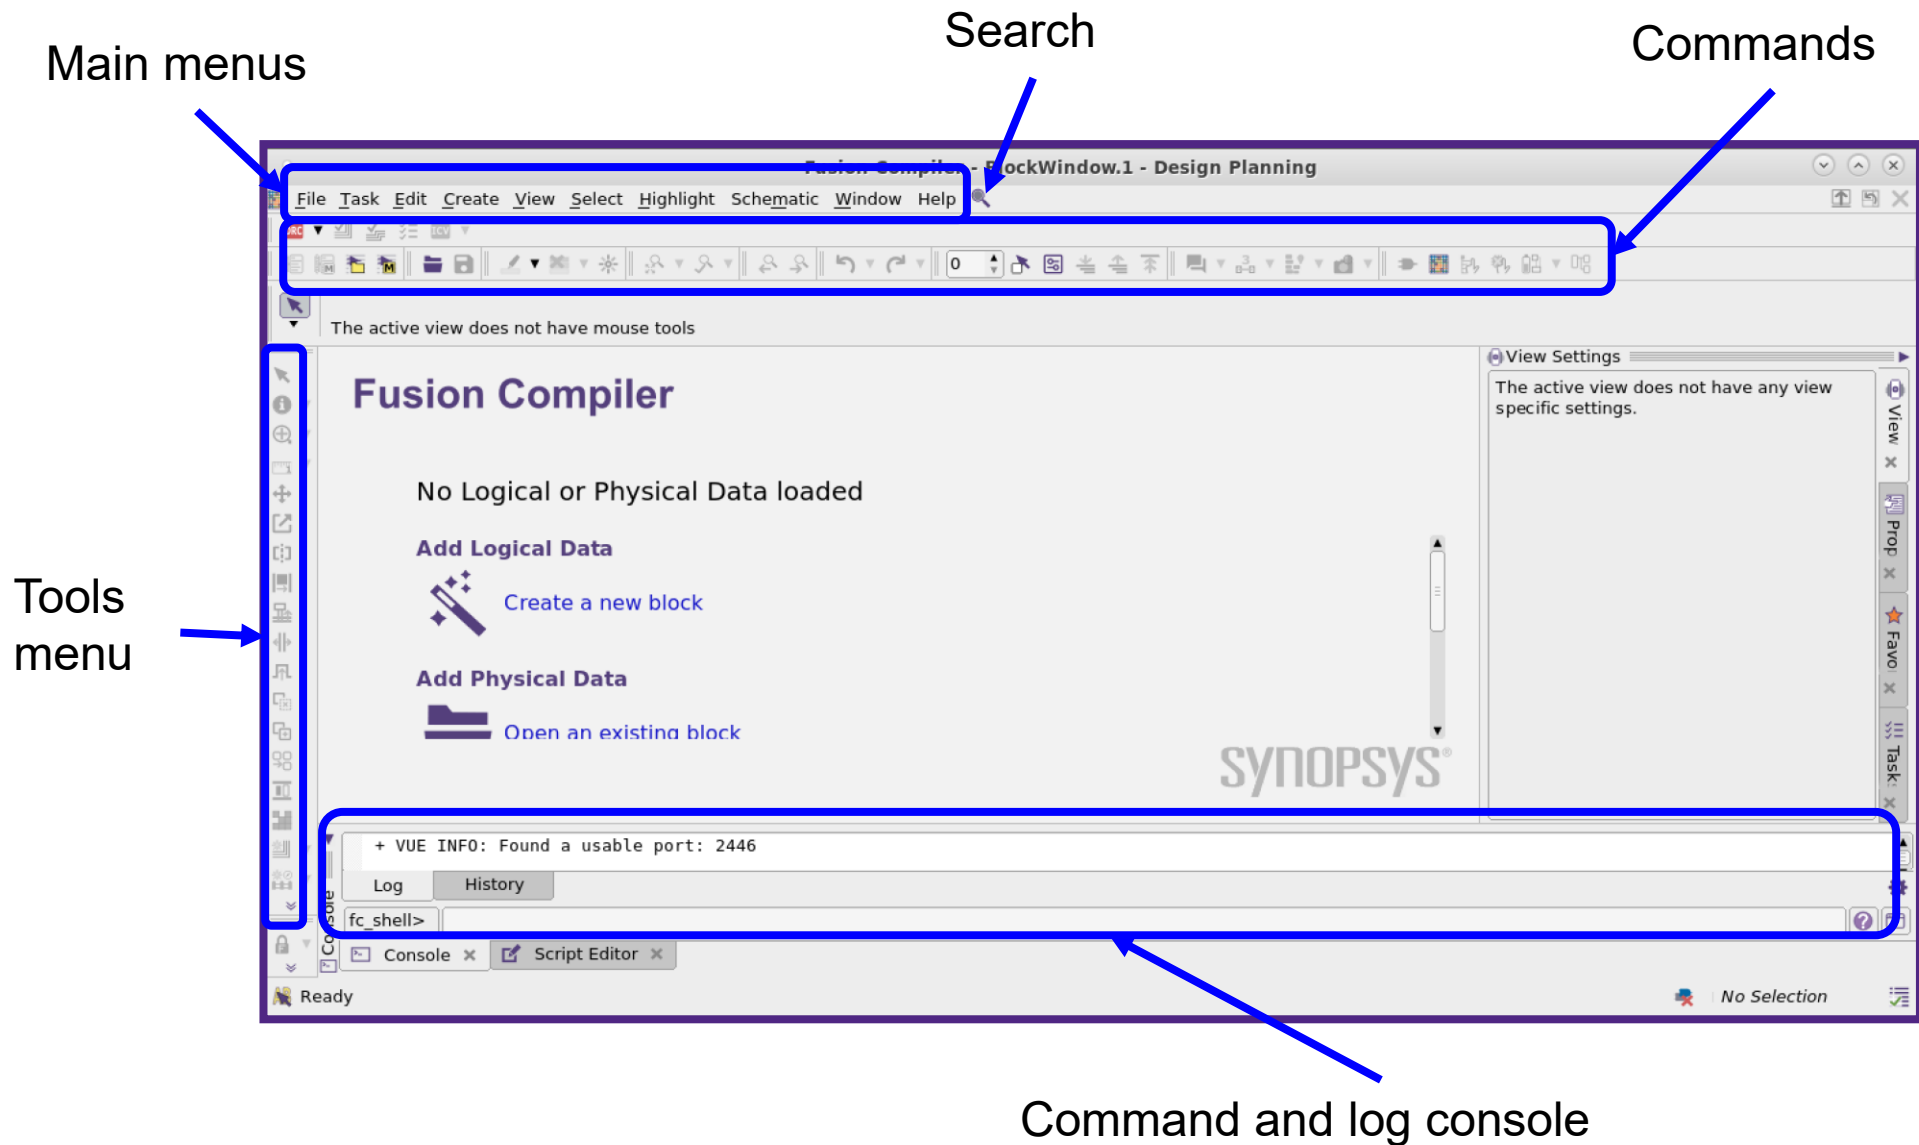 Search
Commands
Main menus
Fusion Compiler - BlockWindow.1 - Design Planning
File Task Edit Create View Select Highlight Schematic Window Help
DRC
ICV
M M 0
The active view does not have mouse tools
View Settings
Fusion Compiler
The active view does not have any view
specific settings.
View
No Logical or Physical Data loaded
Prop
Add Logical Data
Create a new block
Tools
menu
Favo
Add Physical Data
Open an existing block
Task
SYNOPSYS®
+ VUE INFO: Found a usable port: 2446
Log History
Console
fc_shell>
Console Script Editor
Ready No Selection
Command and log console